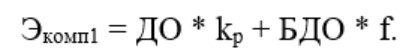 Экомп1 = ДО * kр + БДО * f.